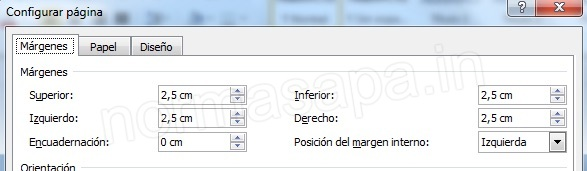 Configurar página
Márgenes Papel Diseño
Márgenes
Superior: 2,5 cm Inferior: 2,5 cm
Izquierdo: 2,5 cm Derecho: 2,5 cm
Encuadernación: 0 cm Posición del margen interno: Izquierda
Orientación
normasapa.in